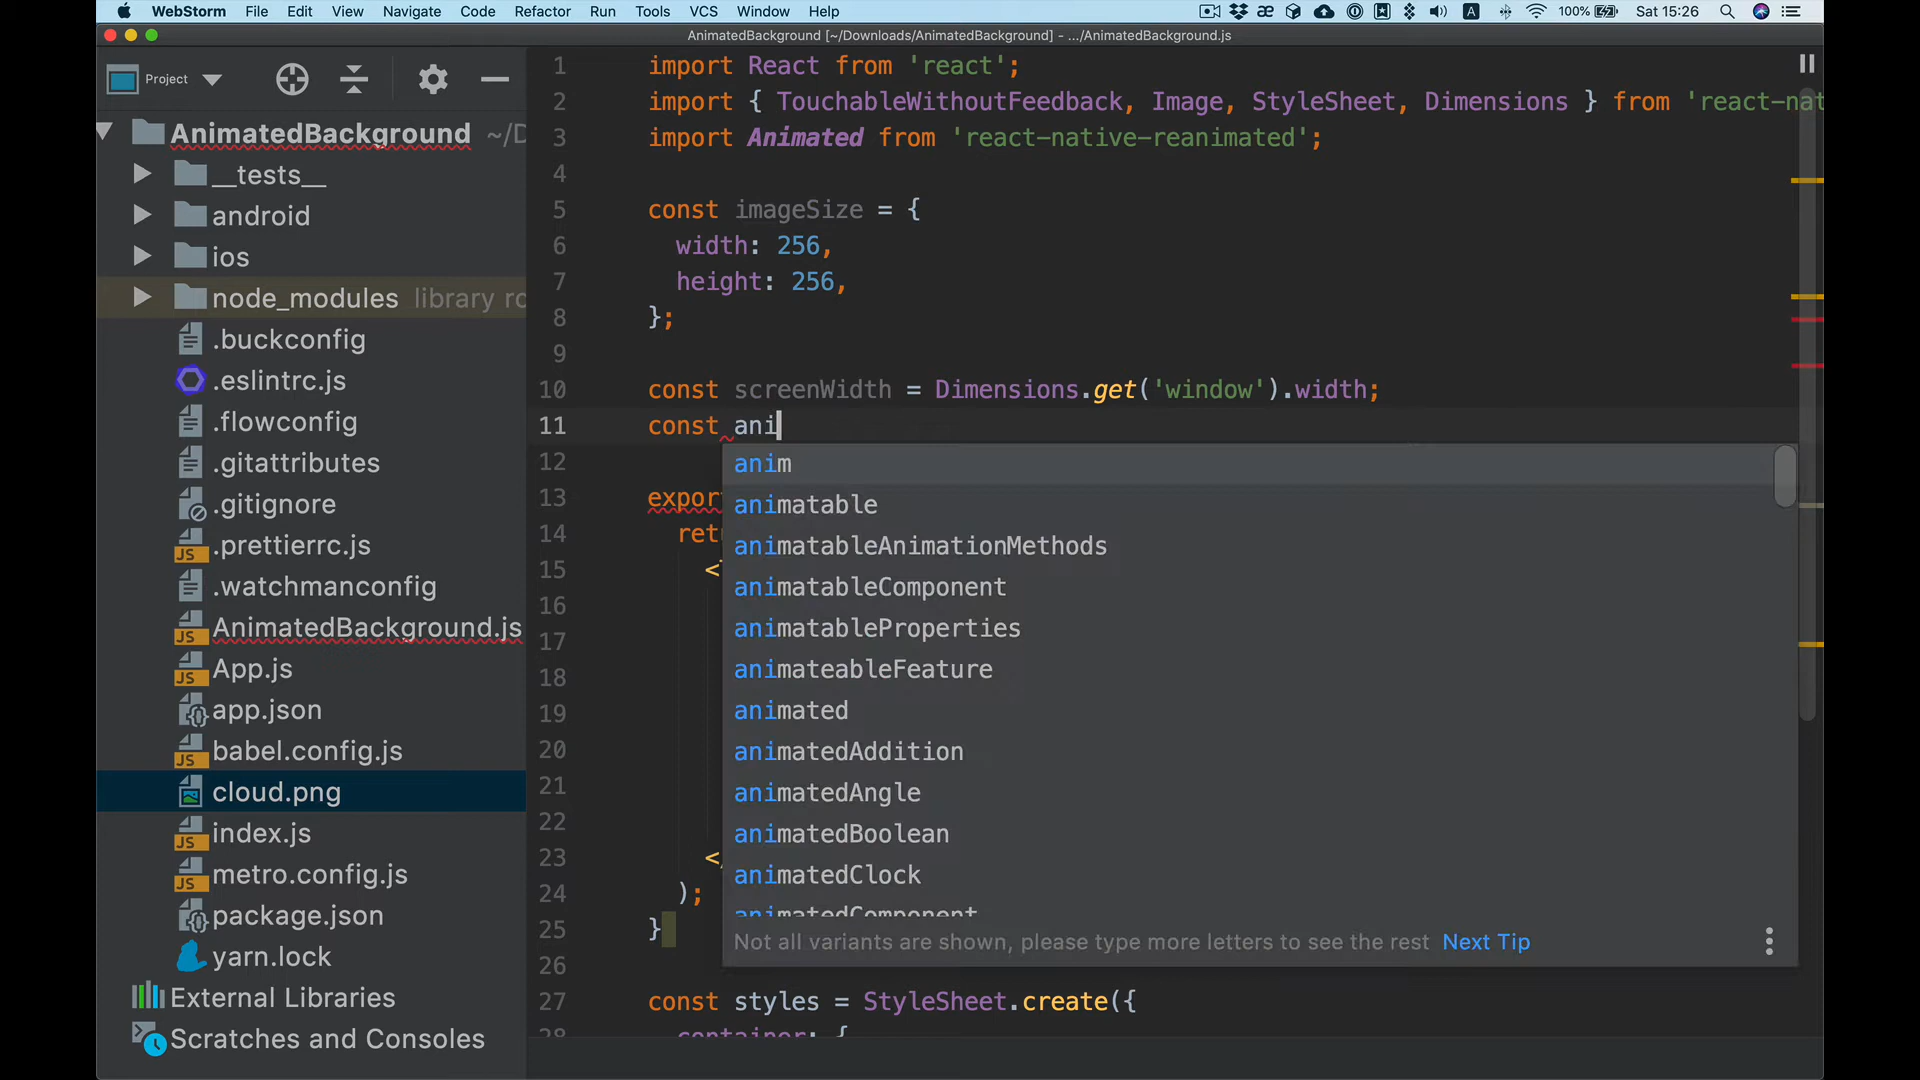 WebStorm File Edit View Navigate Code Refactor Run Tools VCS Window Help 100% Sat 15:26
AnimatedBackground [~/Downloads/AnimatedBackground] - .../AnimatedBackground.js
Project
AnimatedBackground ~/D
__tests__
android
ios
node_modules library ro
.buckconfig
.eslintrc.js
.flowconfig
.gitattributes
.gitignore
.prettierrc.js
.watchmanconfig
AnimatedBackground.js
App.js
app.json
babel.config.js
cloud.png
index.js
metro.config.js
package.json
yarn.lock
External Libraries
Scratches and Consoles
1 import React from 'react';
2 import { TouchableWithoutFeedback, Image, StyleSheet, Dimensions } from 'react-nat
3 import Animated from 'react-native-reanimated';
4
5 const imageSize = {
6 width: 256,
7 height: 256,
8 };
9
10 const screenWidth = Dimensions.get('window').width;
11 const ani
12
13 expor
14 ret
15 <
16
17
18
19
20
21
22
23 <
24 );
25 }
26
27 const styles = StyleSheet.create({
28 container: {
anim
animatable
animatableAnimationMethods
animatableComponent
animatableProperties
animateableFeature
animated
animatedAddition
animatedAngle
animatedBoolean
animatedClock
animatedComponent
Not all variants are shown, please type more letters to see the rest Next Tip